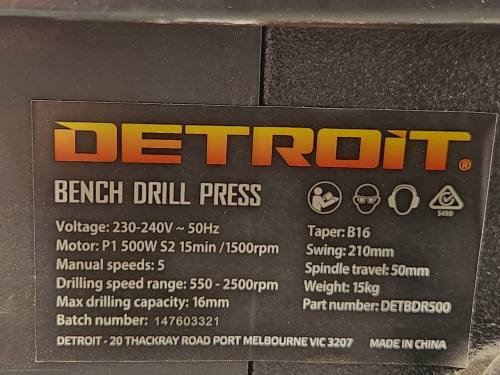 DETROIT®
BENCH DRILL PRESS
Voltage: 230-240V ~ 50Hz
Motor: P1 500W S2 15min /1500rpm
Manual speeds: 5
Drilling speed range: 550 - 2500rpm
Max drilling capacity: 16mm
Batch number: 147603321
S490
Taper: B16
Swing: 210mm
Spindle travel: 50mm
Weight: 15kg
Part number: DETBDR500
DETROIT - 20 THACKRAY ROAD PORT MELBOURNE VIC 3207 MADE IN CHINA